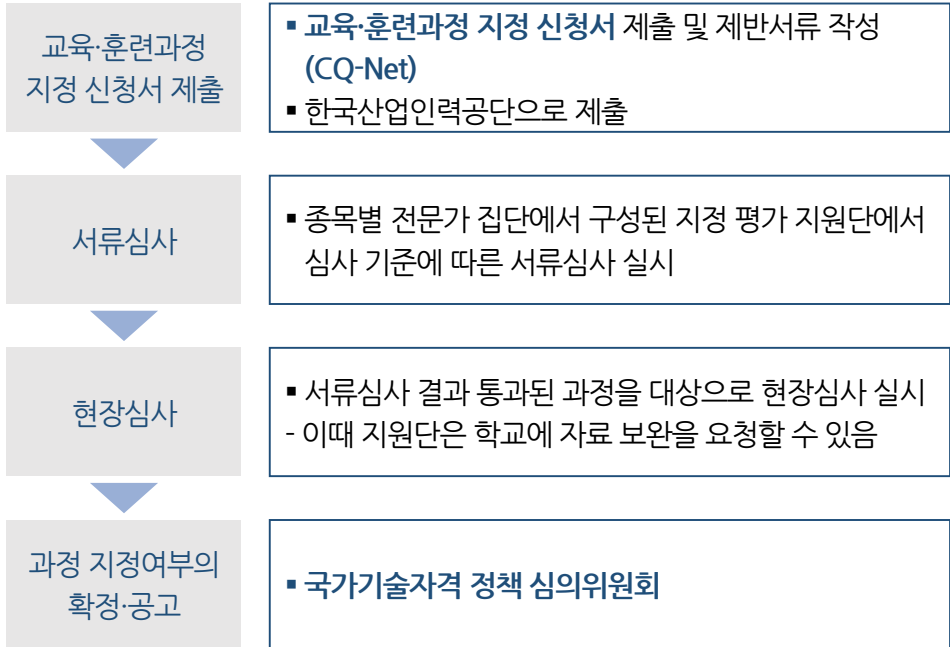 교육·훈련과정
지정 신청서 제출
▪ 교육·훈련과정 지정 신청서 제출 및 제반서류 작성
(CQ-Net)
▪ 한국산업인력공단으로 제출
서류심사
▪ 종목별 전문가 집단에서 구성된 지정 평가 지원단에서
심사 기준에 따른 서류심사 실시
현장심사
▪ 서류심사 결과 통과된 과정을 대상으로 현장심사 실시
- 이때 지원단은 학교에 자료 보완을 요청할 수 있음
과정 지정여부의
확정·공고
▪ 국가기술자격 정책 심의위원회